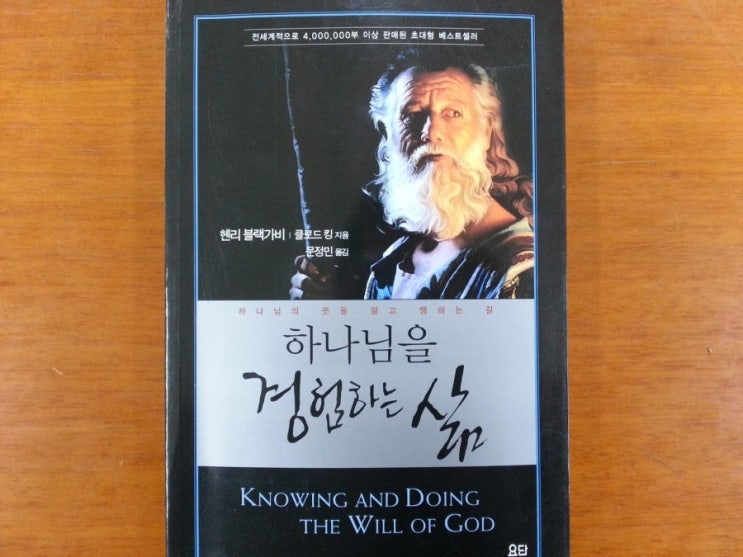 전세계적으로 4,000,000부 이상 판매된 초대형 베스트셀러
헨리 블랙가비 | 클로드 킹 지음
문정민 옮김
하나님의 뜻을 알고 행하는 길
하나님을
경험하는 삶
KNOWING AND DOING
THE WILL OF GOD
요단